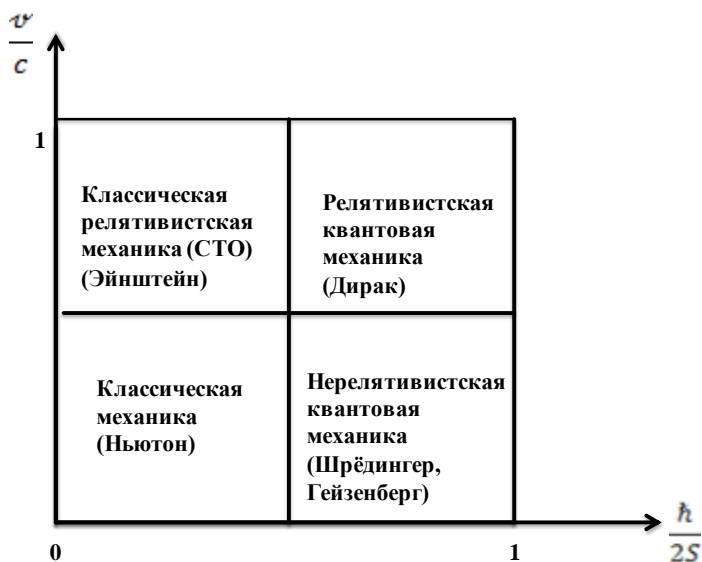 𝓋
c
1
Классическая
релятивистская
механика (СТО)
(Эйнштейн)
Релятивистская
квантовая
механика
(Дирак)
Классическая
механика
(Ньютон)
Нерелятивистская
квантовая
механика
(Шрёдингер,
Гейзенберг)
0
1
ℏ
2S